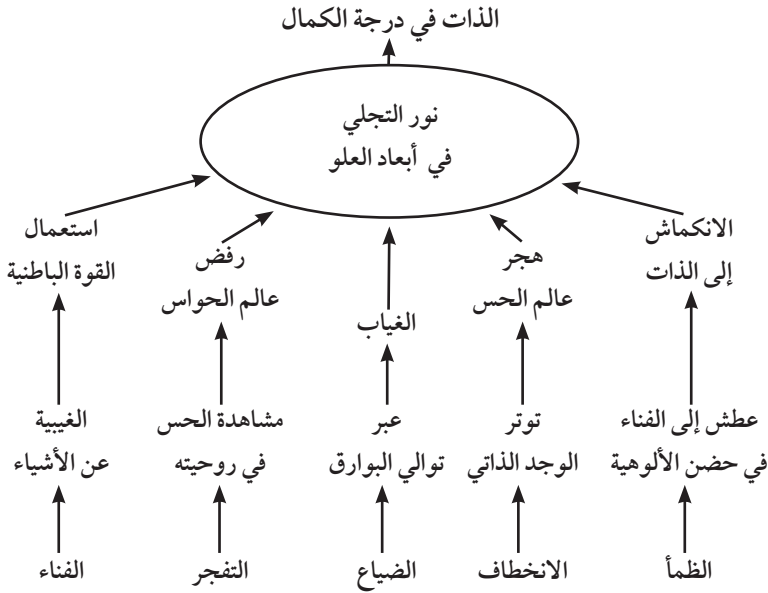 الذات في درجة الكمال
نور التجلي
في أبعاد العلو
الانكماش
إلى الذات
هجر
عالم الحس
الغياب
رفض
عالم الحواس
استعمال
القوة الباطنية
عطش إلى الفناء
في حضن الألوهية
توتر
الوجد الذاتي
عبر
توالي البوارق
مشاهدة الحس
في روحيته
الغيبية
عن الأشياء
الظمأ
الانخطاف
الضياع
التفجر
الفناء